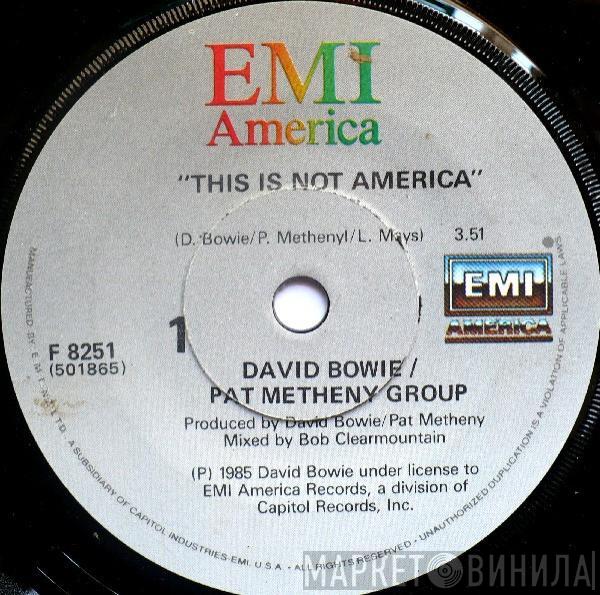 EMI
America
"THIS IS NOT AMERICA"
(D. Bowie/P. Methenyl/L. Mays) 3.51
EMI
AMERICA
1
F 8251
(501865)
DAVID BOWIE /
PAT METHENY GROUP
Produced by David Bowie/Pat Metheny
Mixed by Bob Clearmountain
(P) 1985 David Bowie under license to
EMI America Records, a division of
Capitol Records, Inc.
MANUFACTURED BY E.M.I. LTD. A SUBSIDIARY OF CAPITOL INDUSTRIES-EMI. U.S.A - ALL RIGHTS RESERVED - UNAUTHORIZED DUPLICATION IS A VIOLATION OF APPLICABLE LAWS
МАРКЕТ ВИНИЛА